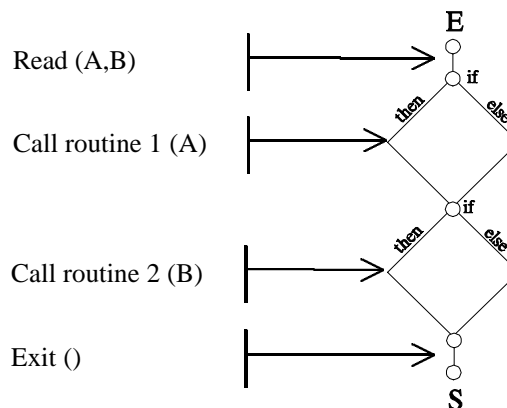 E
Read (A,B)
if
then
else
Call routine 1 (A)
if
then
else
Call routine 2 (B)
Exit ()
S